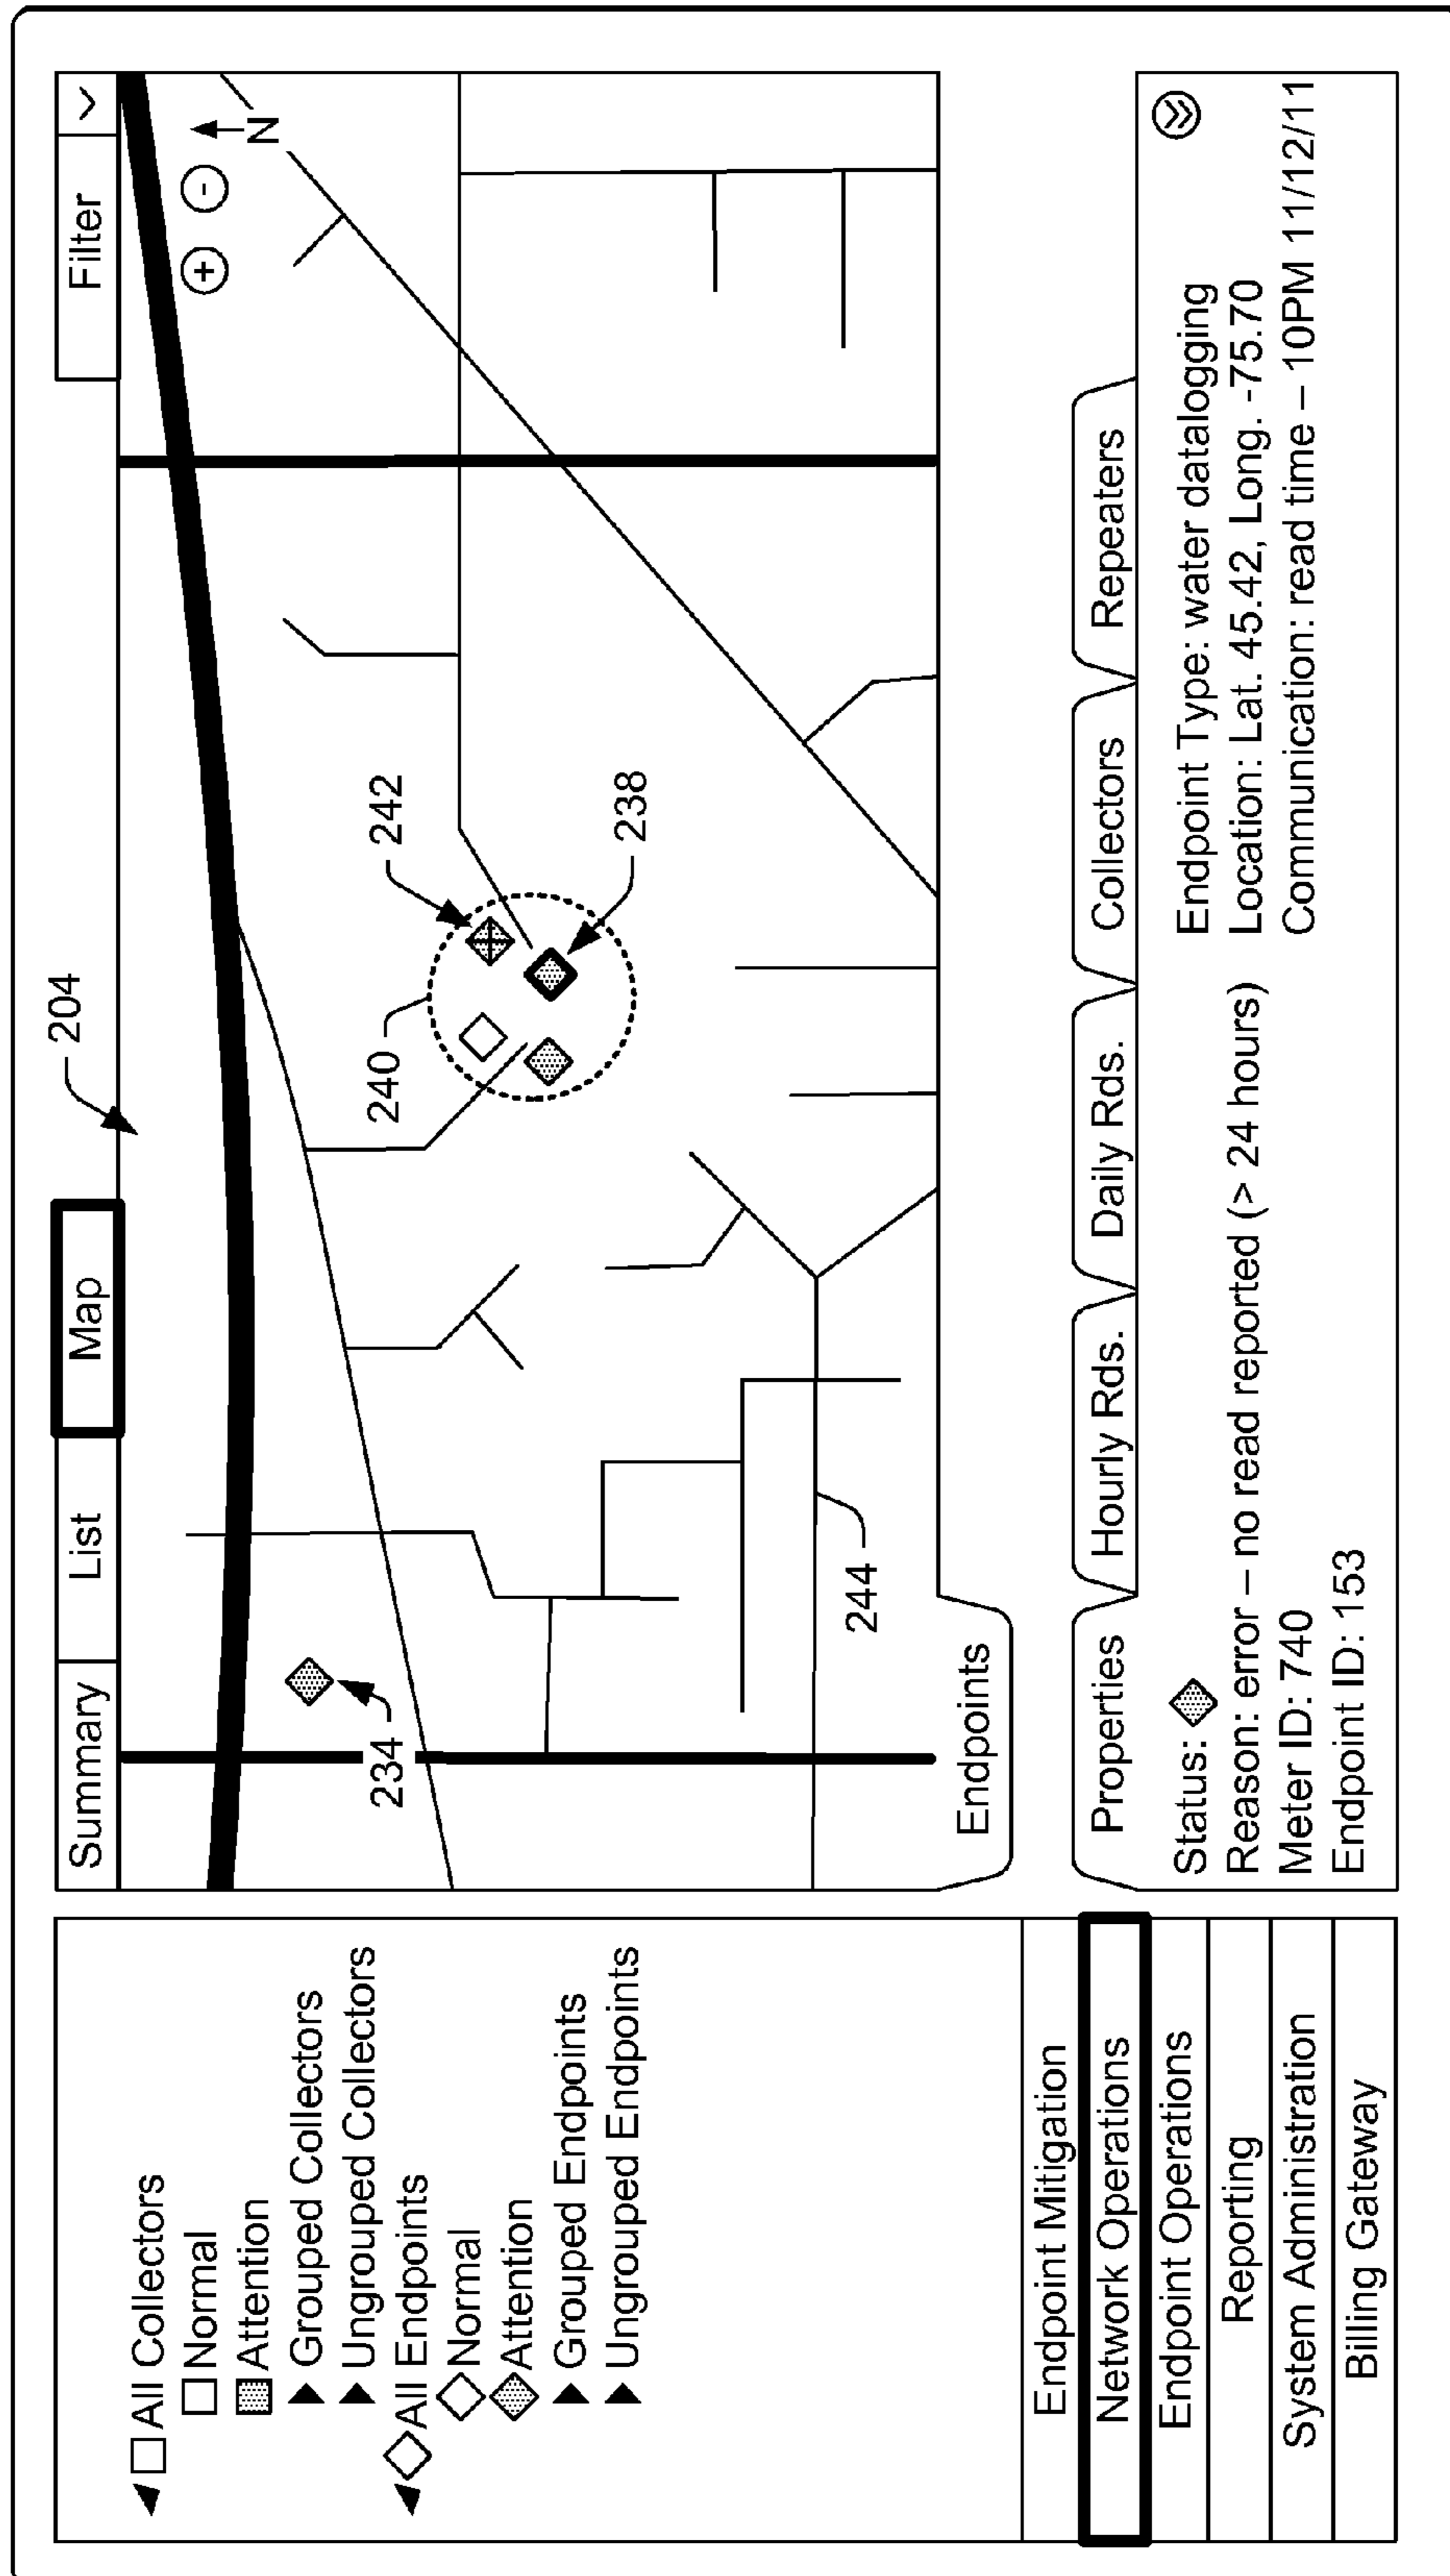 All Collectors
Normal
Attention
Grouped Collectors
Ungrouped Collectors
All Endpoints
Normal
Attention
Grouped Endpoints
Ungrouped Endpoints
Endpoint Mitigation
Network Operations
Endpoint Operations
Reporting
System Administration
Billing Gateway
Summary
List
Map
Filter
204
+
-
N
234
240
242
238
244
Endpoints
Properties
Hourly Rds.
Daily Rds.
Collectors
Repeaters
Status:
Reason: error – no read reported (> 24 hours)
Meter ID: 740
Endpoint ID: 153
Endpoint Type: water datalogging
Location: Lat. 45.42, Long. -75.70
Communication: read time – 10PM 11/12/11